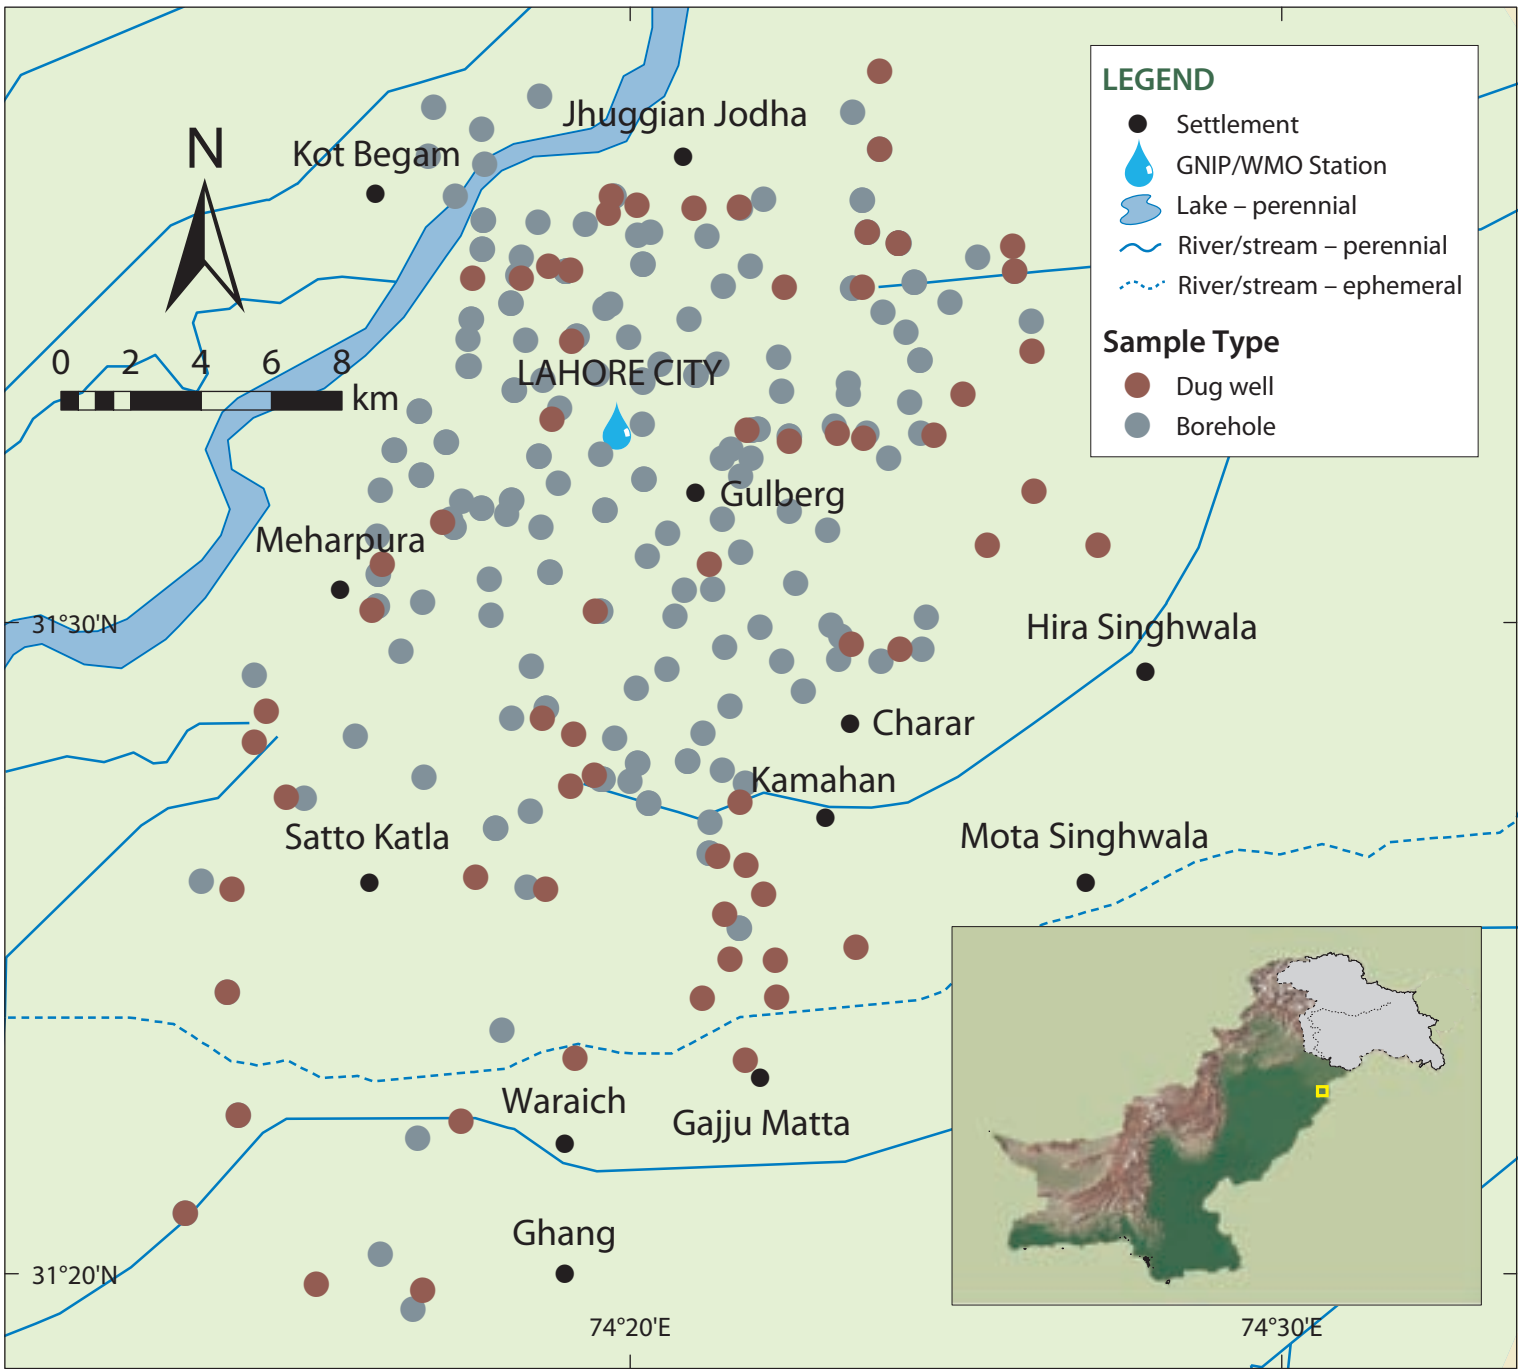 Jhuggian Jodha
Kot Begam
N
0 2 4 6 8
km
LAHORE CITY
Gulberg
Meharpura
31°30'N
Hira Singhwala
Charar
Kamahan
Satto Katla
Mota Singhwala
Waraich
Gajju Matta
Ghang
31°20'N
74°20'E
74°30'E
LEGEND
Settlement
GNIP/WMO Station
Lake – perennial
River/stream – perennial
River/stream – ephemeral
Sample Type
Dug well
Borehole